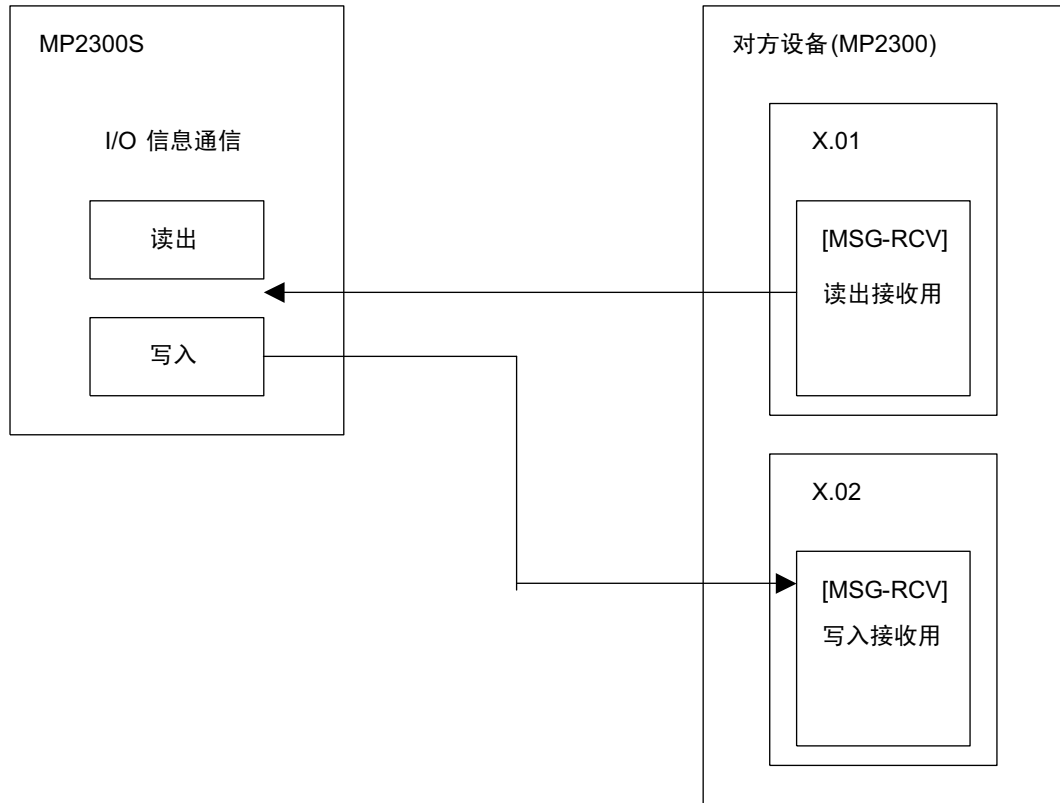 MP2300S
I/O 信息通信
读出
写入
对方设备(MP2300)
X.01
[MSG-RCV]
读出接收用
X.02
[MSG-RCV]
写入接收用